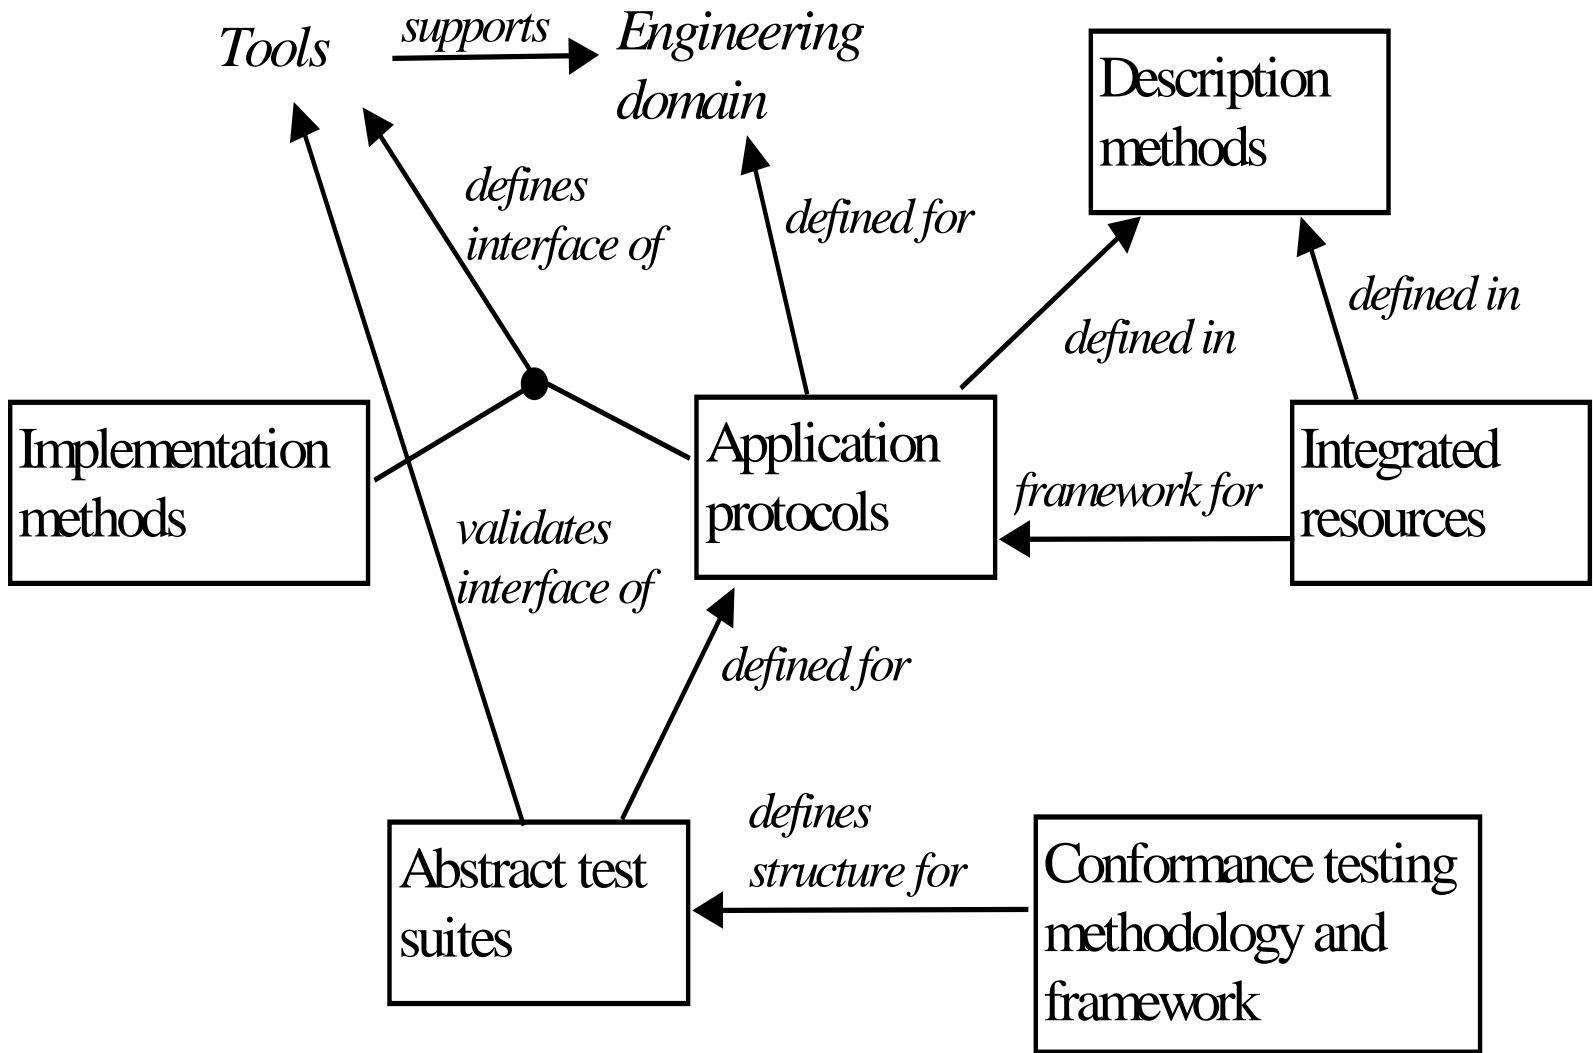 Tools
supports
Engineering
domain
Description
methods
defines
interface of
defined for
defined in
defined in
Implementation
methods
Application
protocols
framework for
Integrated
resources
validates
interface of
defined for
defines
structure for
Abstract test
suites
Conformance testing
methodology and
framework